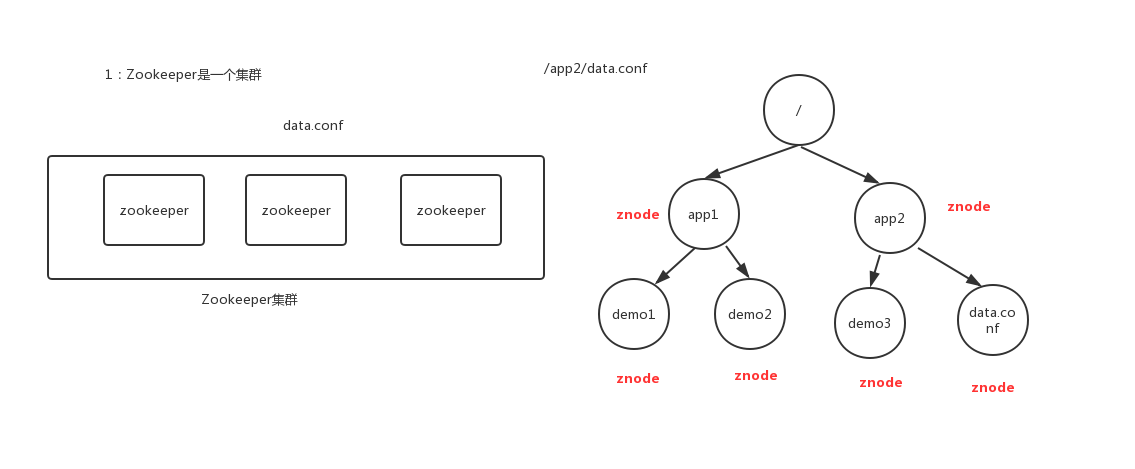 1：Zookeeper是一个集群
data.conf
zookeeper
zookeeper
zookeeper
Zookeeper集群
/app2/data.conf
/
znode
app1
app2
znode
demo1
demo2
demo3
data.co
nf
znode
znode
znode
znode